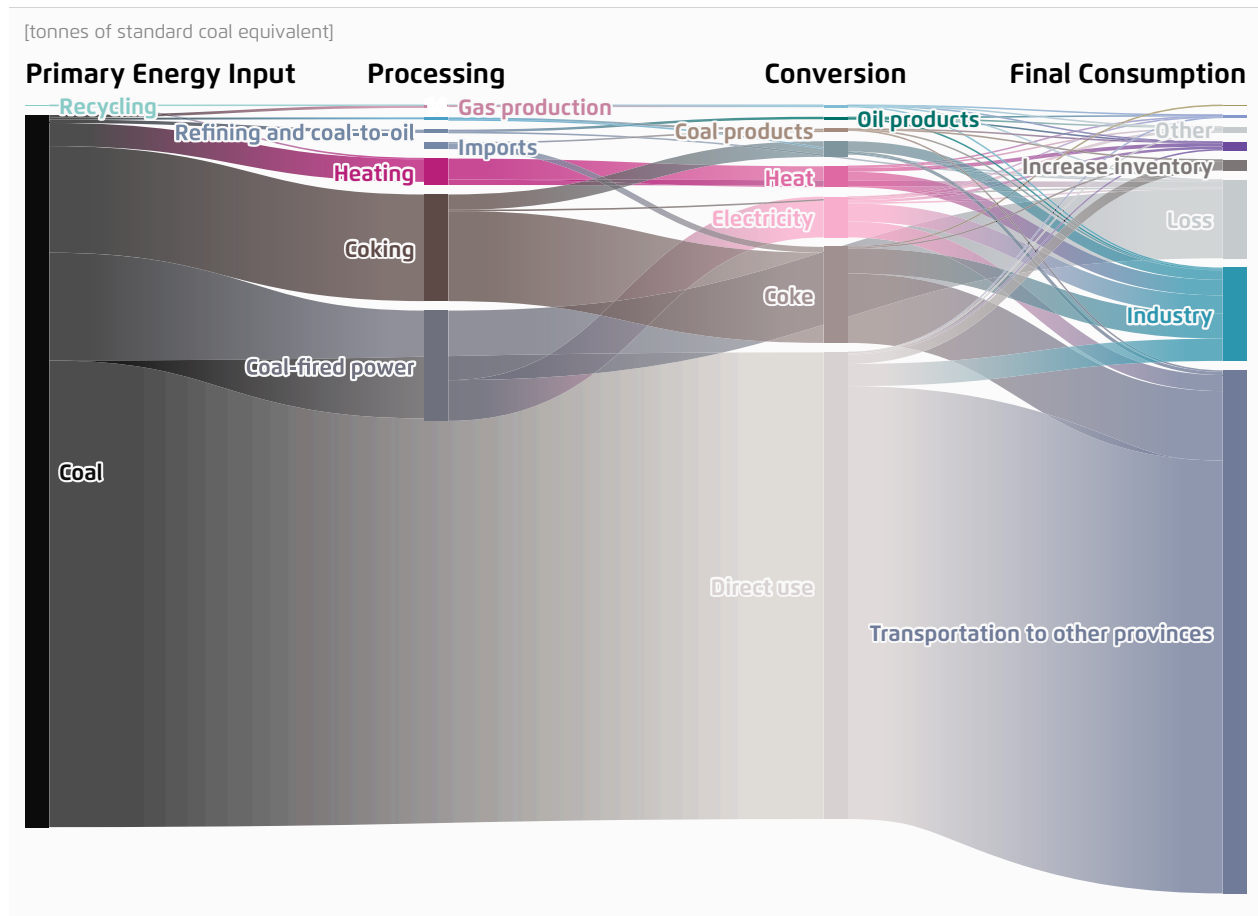 [tonnes of standard coal equivalent]
Primary Energy Input
Processing
Conversion
Final Consumption
Recycling
Gas production
Refining and coal-to-oil
Coal products
Oil products
Other
Imports
Heating
Heat
Increase inventory
Electricity
Loss
Coking
Coke
Industry
Coal-fired power
Coal
Direct use
Transportation to other provinces